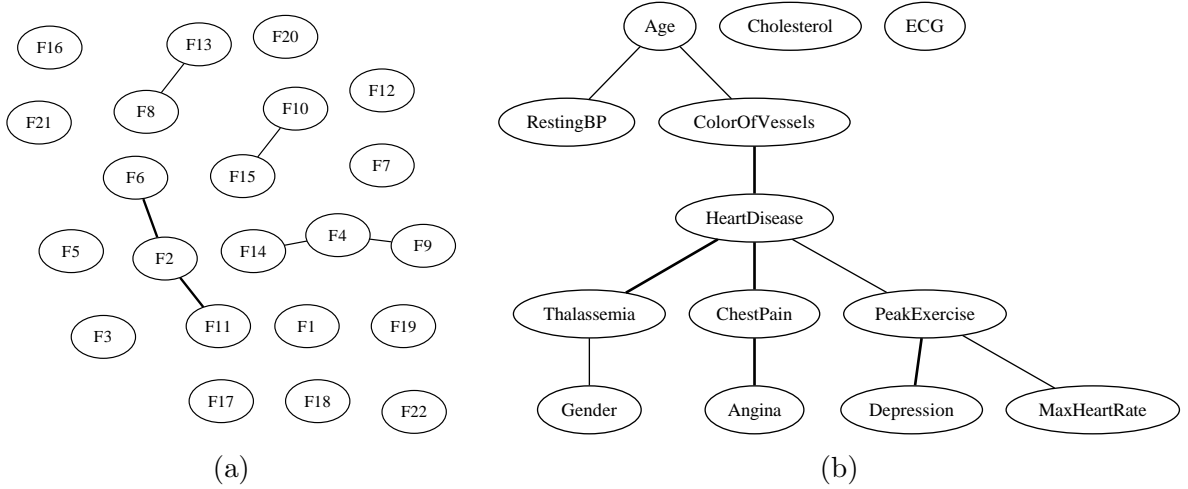 F16
F13
F20
F21
F8
F10
F12
F6
F15
F7
F5
F2
F14
F4
F9
F3
F11
F1
F19
F17
F18
F22
(a)
Age
Cholesterol
ECG
RestingBP
ColorOfVessels
HeartDisease
Thalassemia
ChestPain
PeakExercise
Gender
Angina
Depression
MaxHeartRate
(b)